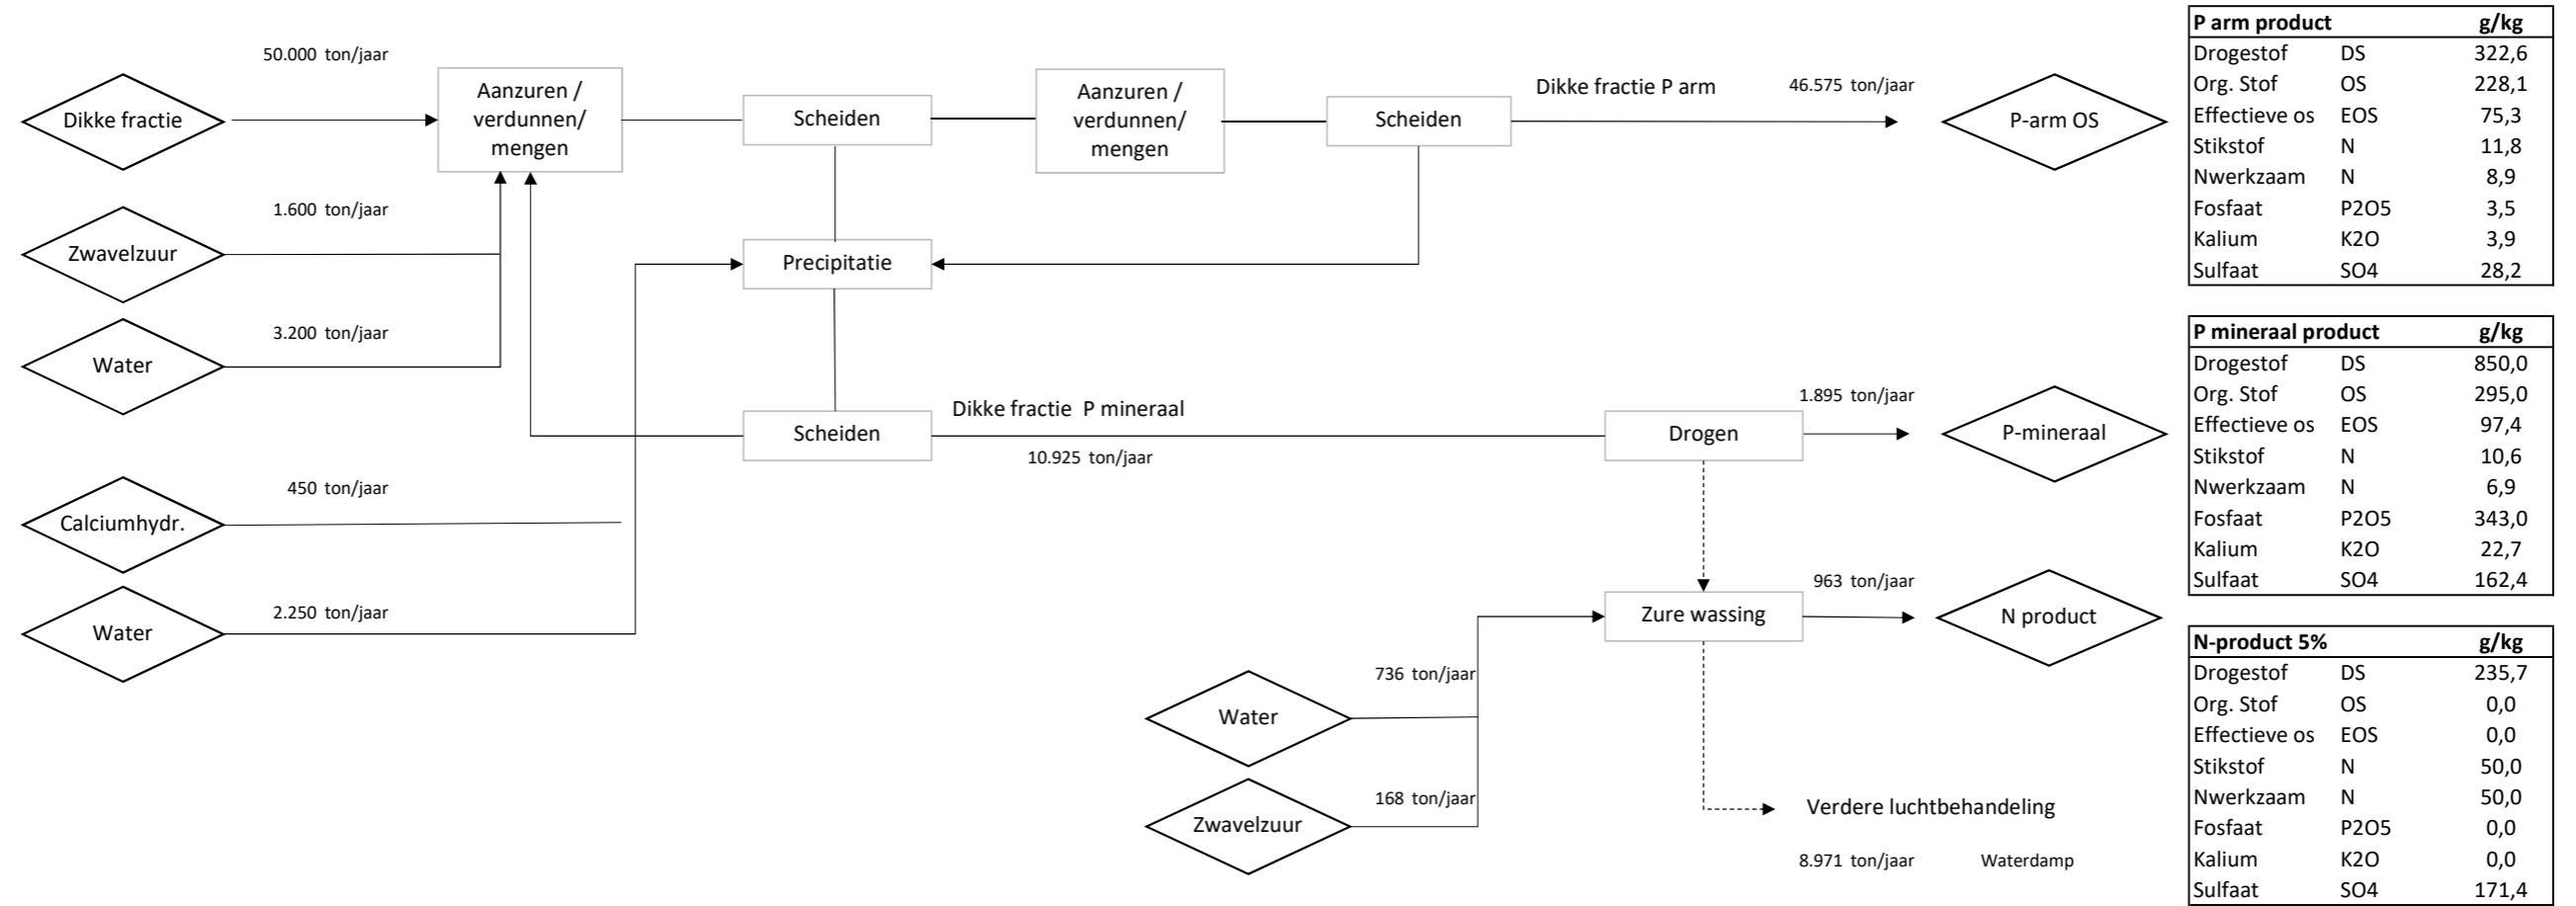 50.000 ton/jaar
Dikke fractie
Aanzuren /
verdunnen/
mengen
Scheiden
Aanzuren /
verdunnen/
mengen
Scheiden
Dikke fractie P arm
46.575 ton/jaar
P-arm OS
1.600 ton/jaar
Zwavelzuur
Precipitatie
3.200 ton/jaar
Water
Scheiden
Dikke fractie P mineraal
10.925 ton/jaar
Drogen
1.895 ton/jaar
P-mineraal
450 ton/jaar
Calciumhydr.
2.250 ton/jaar
Water
Zure wassing
963 ton/jaar
N product
736 ton/jaar
Water
168 ton/jaar
Zwavelzuur
Verdere luchtbehandeling
8.971 ton/jaar Waterdamp
P arm product g/kg
Drogestof DS 322,6
Org. Stof OS 228,1
Effectieve os EOS 75,3
Stikstof N 11,8
Nwerkzaam N 8,9
Fosfaat P2O5 3,5
Kalium K2O 3,9
Sulfaat SO4 28,2
P mineraal product g/kg
Drogestof DS 850,0
Org. Stof OS 295,0
Effectieve os EOS 97,4
Stikstof N 10,6
Nwerkzaam N 6,9
Fosfaat P2O5 343,0
Kalium K2O 22,7
Sulfaat SO4 162,4
N-product 5% g/kg
Drogestof DS 235,7
Org. Stof OS 0,0
Effectieve os EOS 0,0
Stikstof N 50,0
Nwerkzaam N 50,0
Fosfaat P2O5 0,0
Kalium K2O 0,0
Sulfaat SO4 171,4